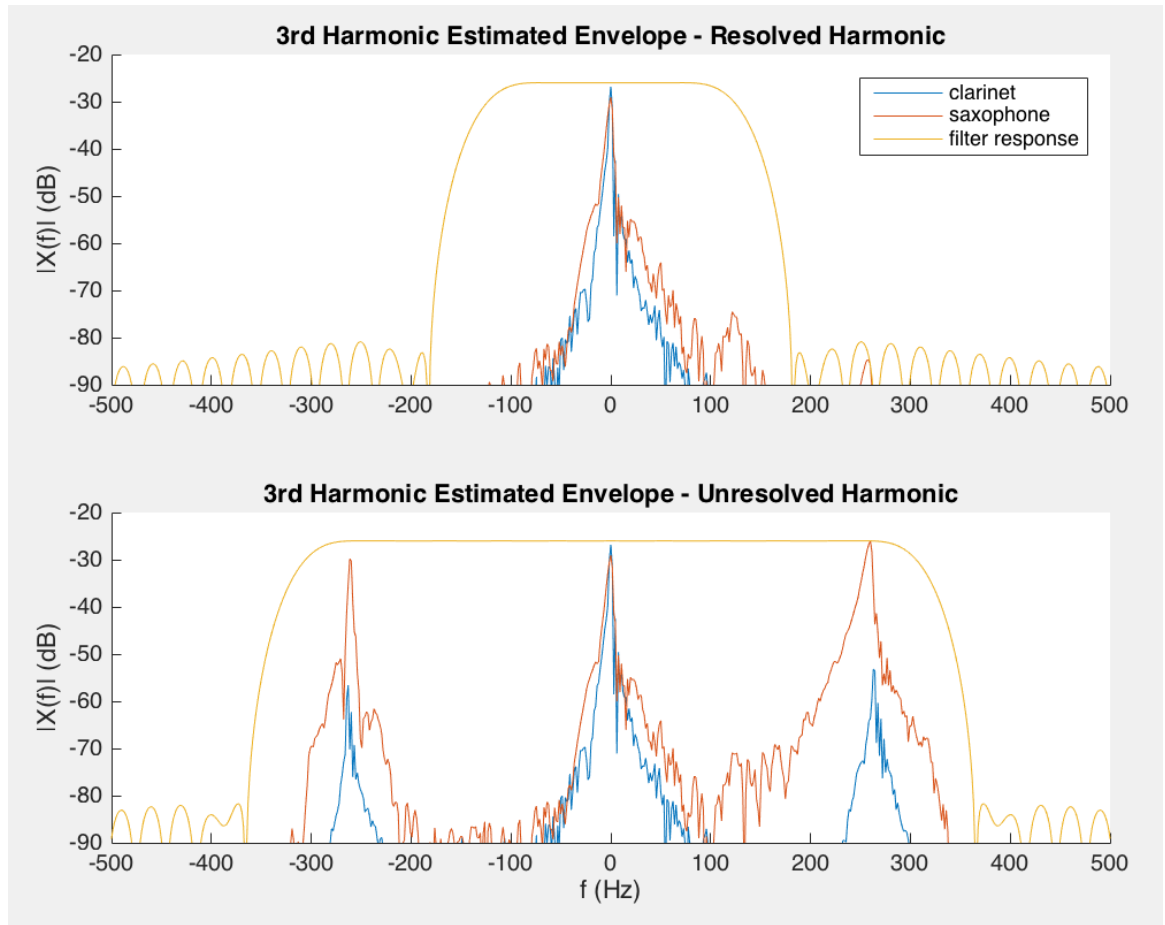 3rd Harmonic Estimated Envelope - Resolved Harmonic
-20
-30
-40
-50
-60
-70
-80
-90
|X(f)| (dB)
clarinet
saxophone
filter response
-500 -400 -300 -200 -100 0 100 200 300 400 500
3rd Harmonic Estimated Envelope - Unresolved Harmonic
-20
-30
-40
-50
-60
-70
-80
-90
|X(f)| (dB)
-500 -400 -300 -200 -100 0 100 200 300 400 500
f (Hz)